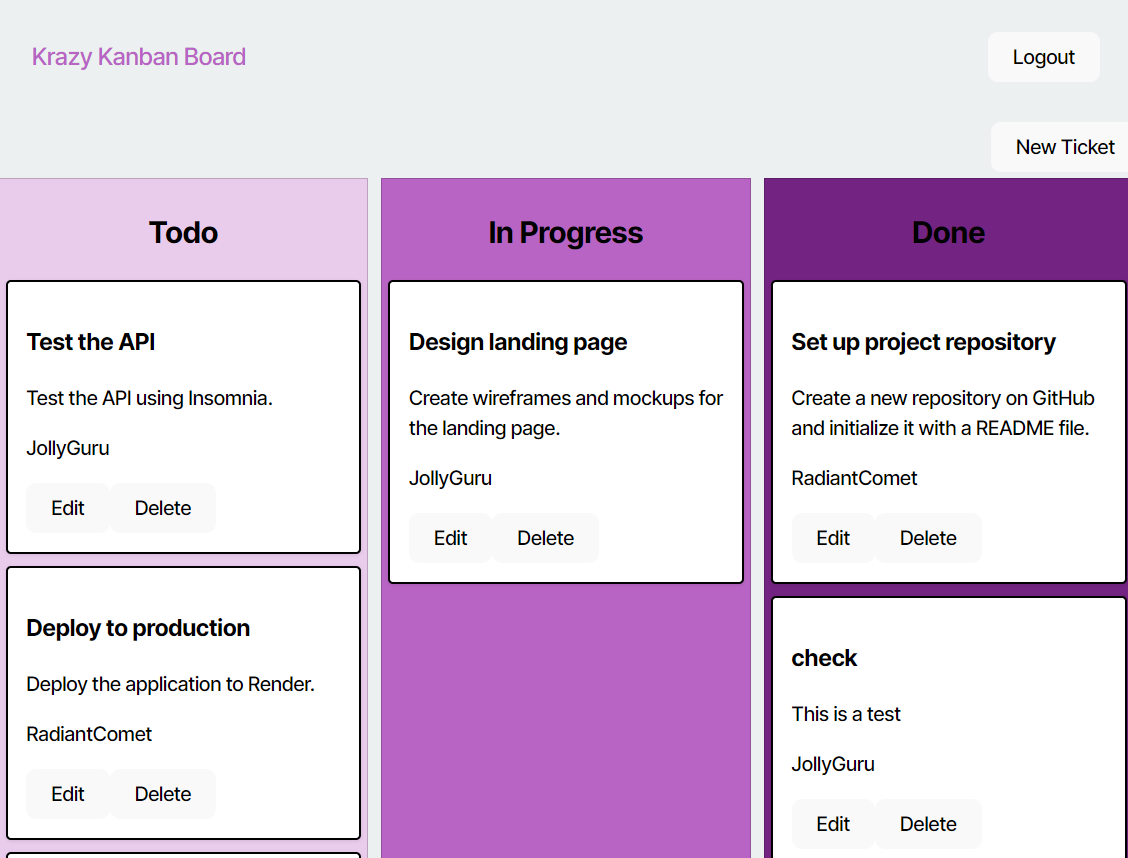 Krazy Kanban Board
Logout
New Ticket
Todo
Test the API
Test the API using Insomnia.
JollyGuru
Edit
Delete
Deploy to production
Deploy the application to Render.
RadiantComet
Edit
Delete
In Progress
Design landing page
Create wireframes and mockups for
the landing page.
JollyGuru
Edit
Delete
Done
Set up project repository
Create a new repository on GitHub
and initialize it with a README file.
RadiantComet
Edit
Delete
check
This is a test
JollyGuru
Edit
Delete